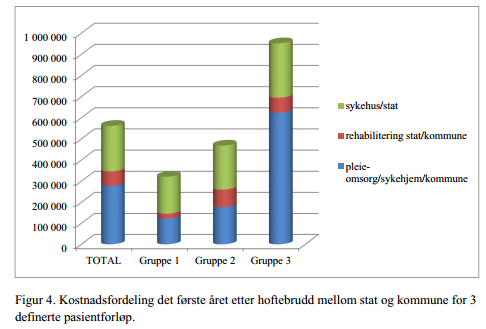 1 000 000
900 000
800 000
700 000
600 000
500 000
400 000
300 000
200 000
100 000
0
TOTAL Gruppe 1 Gruppe 2 Gruppe 3
sykehus/stat
rehabilitering stat/kommune
pleie-
omsorg/sykehjem/kommune
Figur 4. Kostnadsfordeling det første året etter hoftebrudd mellom stat og kommune for 3
definerte pasientforløp.